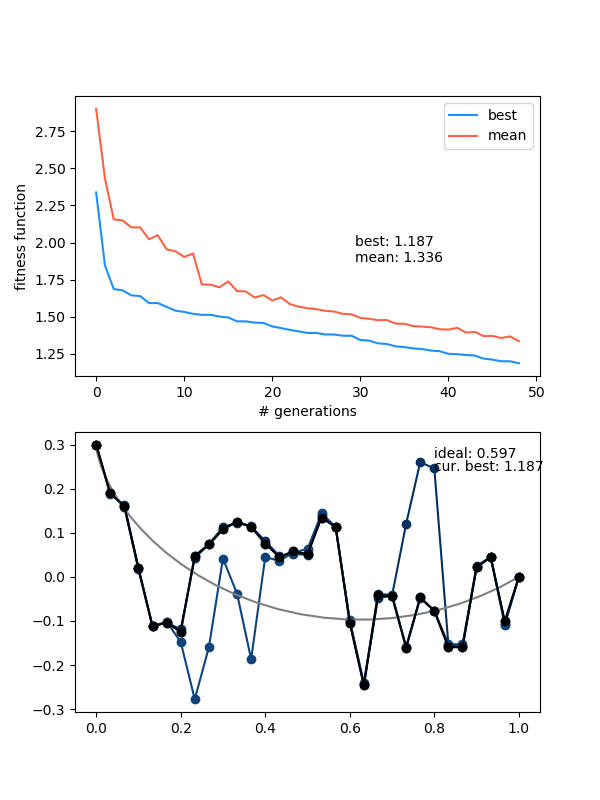 best
mean
2.75
2.50
2.25
2.00
1.75
1.50
1.25
fitness function
best: 1.187
mean: 1.336
0 10 20 30 40 50
# generations
ideal: 0.597
cur. best: 1.187
0.3
0.2
0.1
0.0
−0.1
−0.2
−0.3
0.0 0.2 0.4 0.6 0.8 1.0